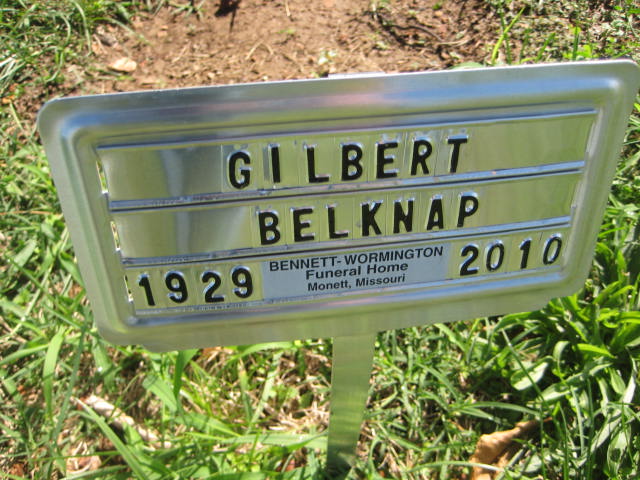 GILBERT
BELKNAP
1929 BENNETT-WORMINGTON 2010
Funeral Home
Monett, Missouri